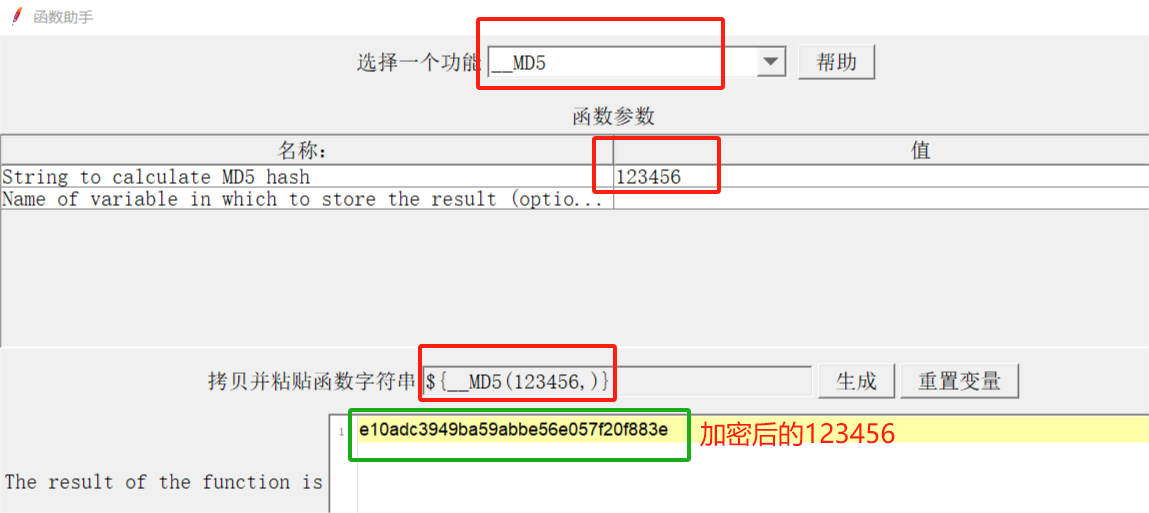 函数助手
选择一个功能 __MD5 帮助
函数参数
名称: 值
String to calculate MD5 hash 123456
Name of variable in which to store the result (optio...
拷贝并粘贴函数字符串 ${__MD5(123456,)} 生成 重置变量
1 e10adc3949ba59abbe56e057f20f883e 加密后的123456
The result of the function is